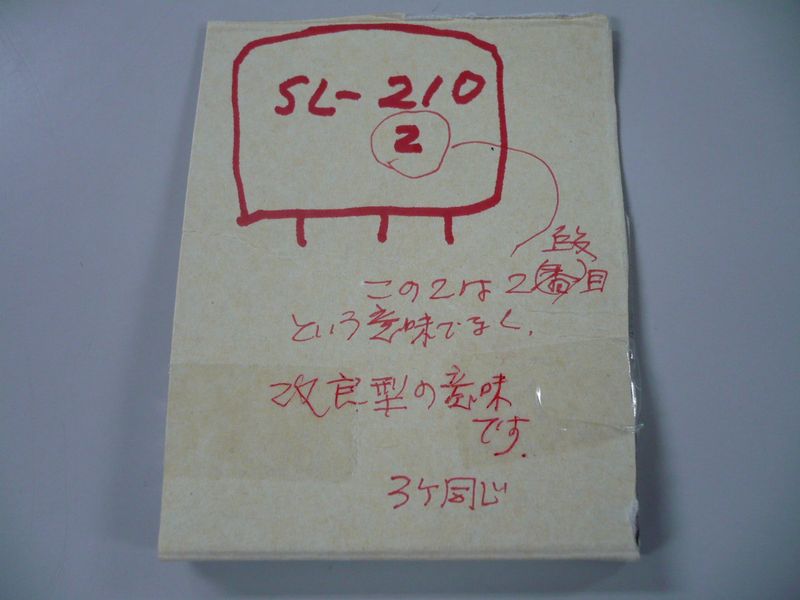 SL-210
2
段
この2は2番目
という意味でなく、
改良型の意味
です.
3ケ同じ